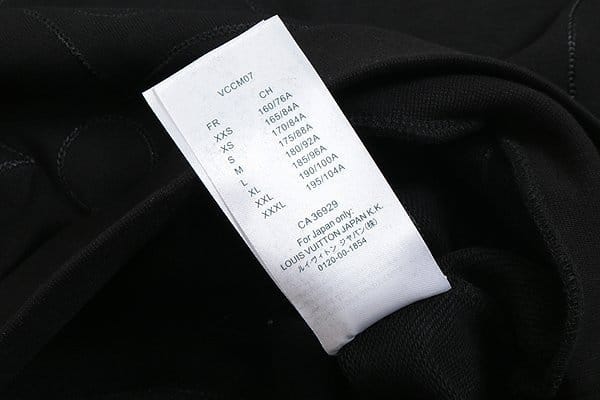 VCCM07
FR CH
XXS 160/76A
XS 165/84A
S 170/84A
M 175/88A
L 180/92A
XL 185/96A
XXL 190/100A
XXXL 195/104A
CA 36929
For Japan only:
LOUIS VUITTON JAPAN K.K.
ルイ・ヴィトン ジャパン(株)
0120-00-1854